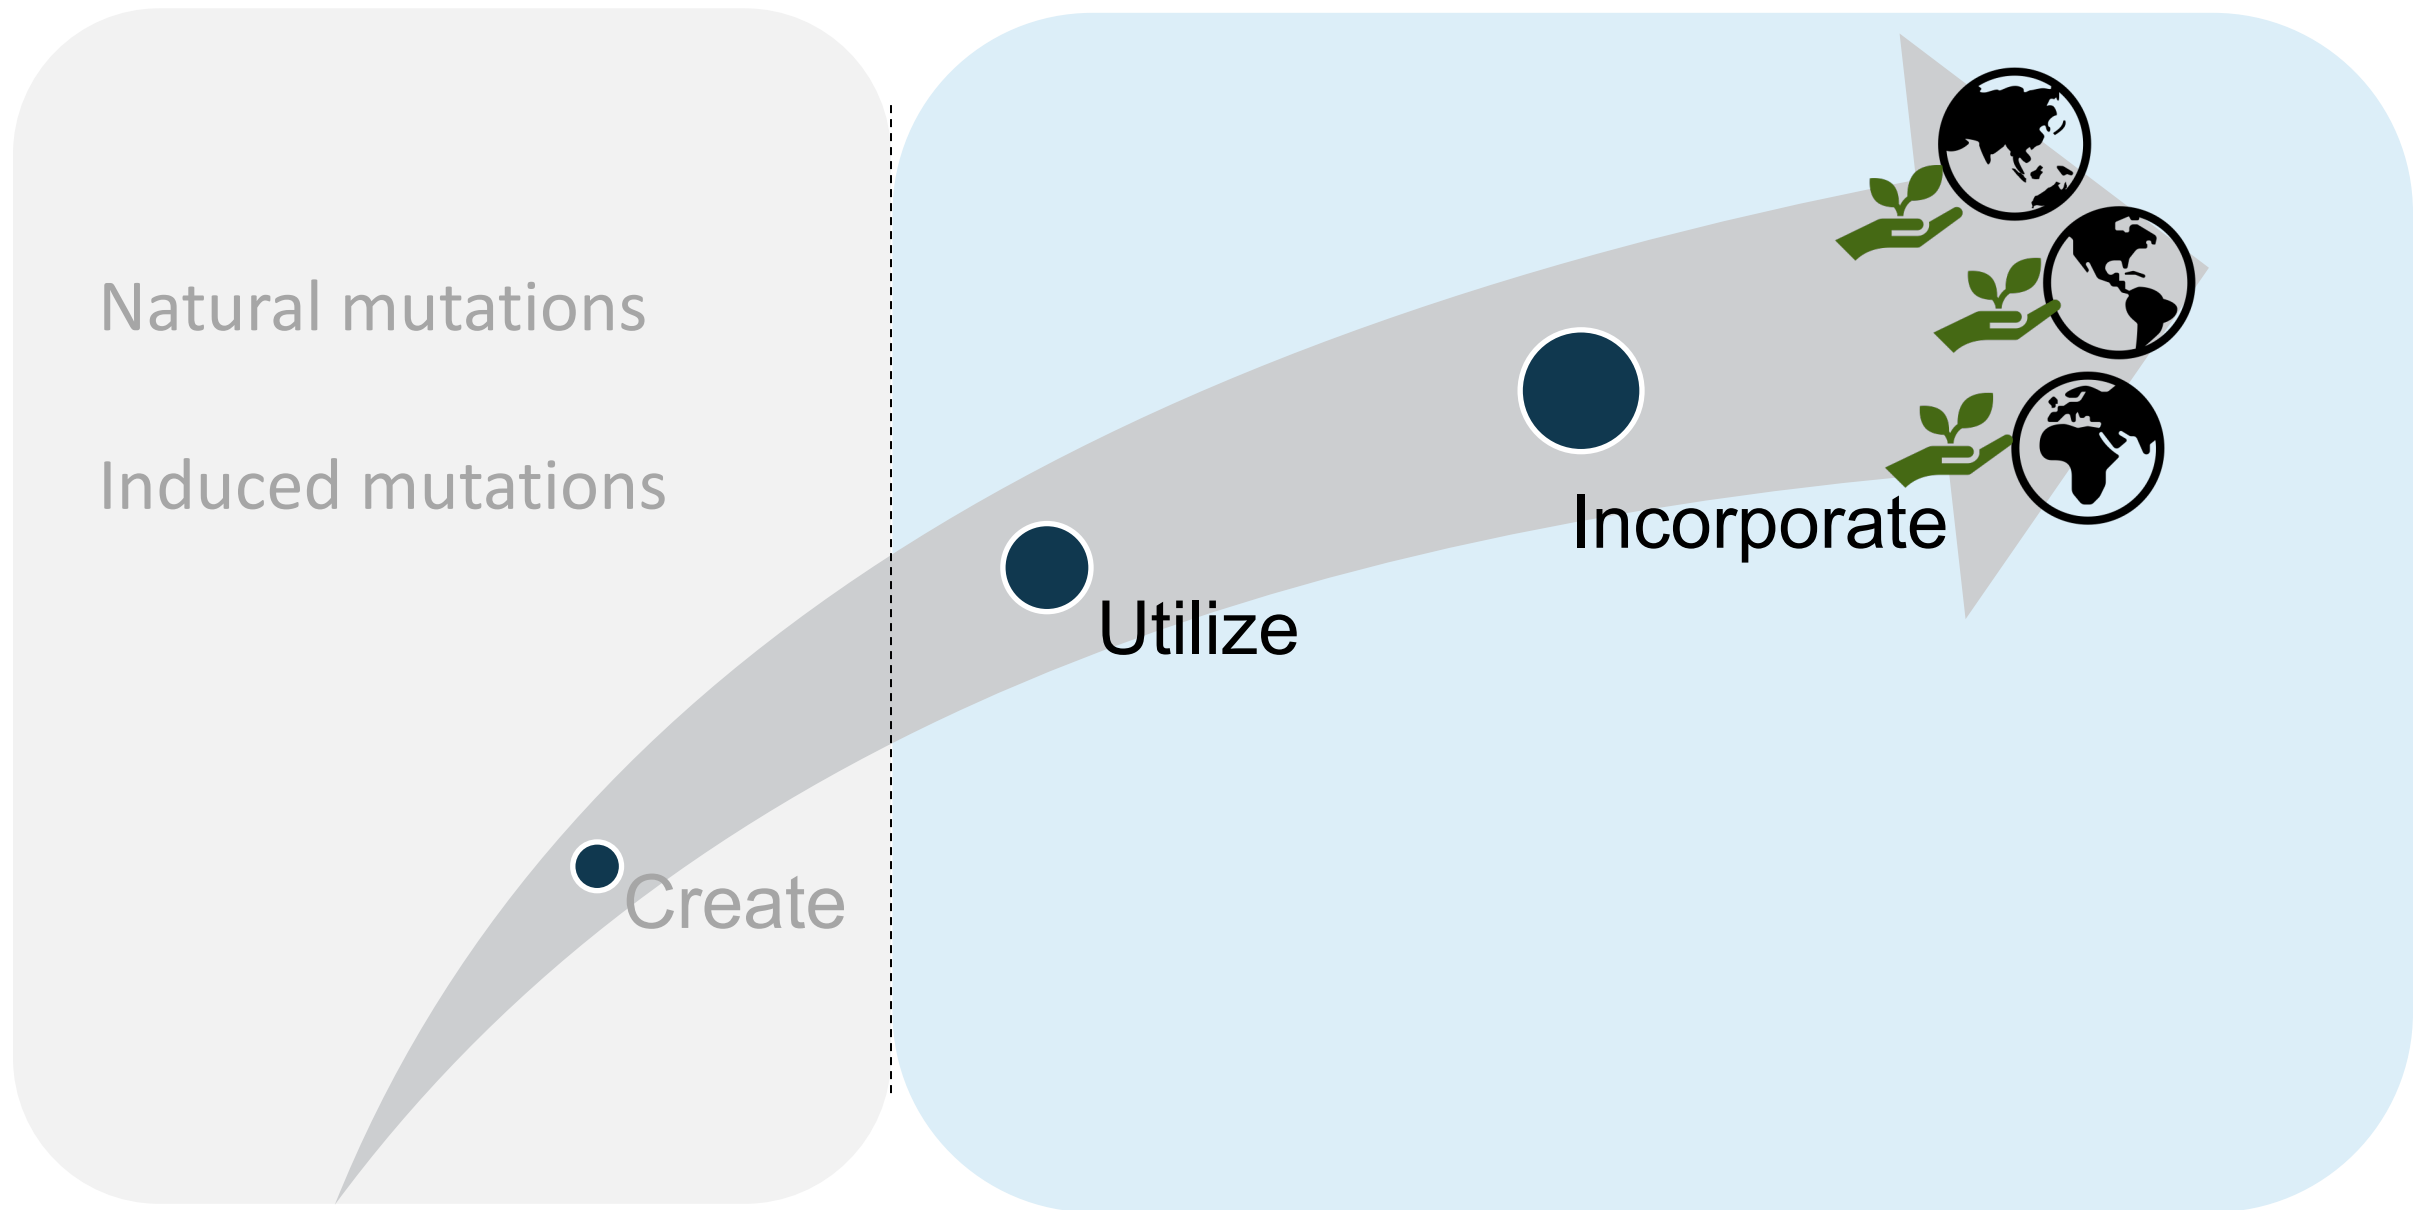 Natural mutations
Induced mutations
Create
Utilize
Incorporate